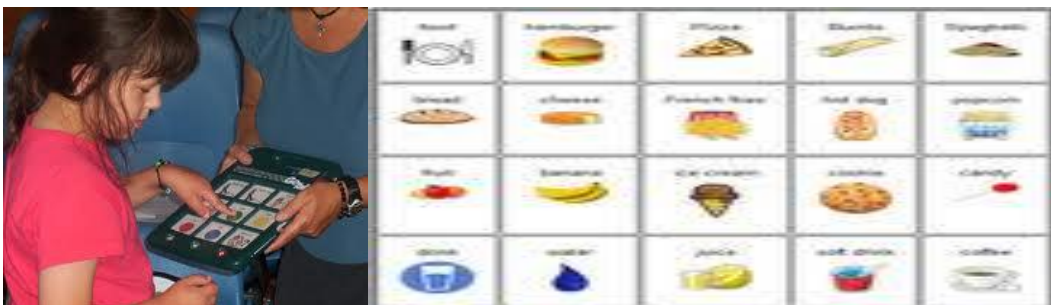 food hamburger Pizza Burrito Spaghetti
bread cheese French fries hot dog popcorn
fruit banana ice cream cookie candy
drink water juice soft drink coffee